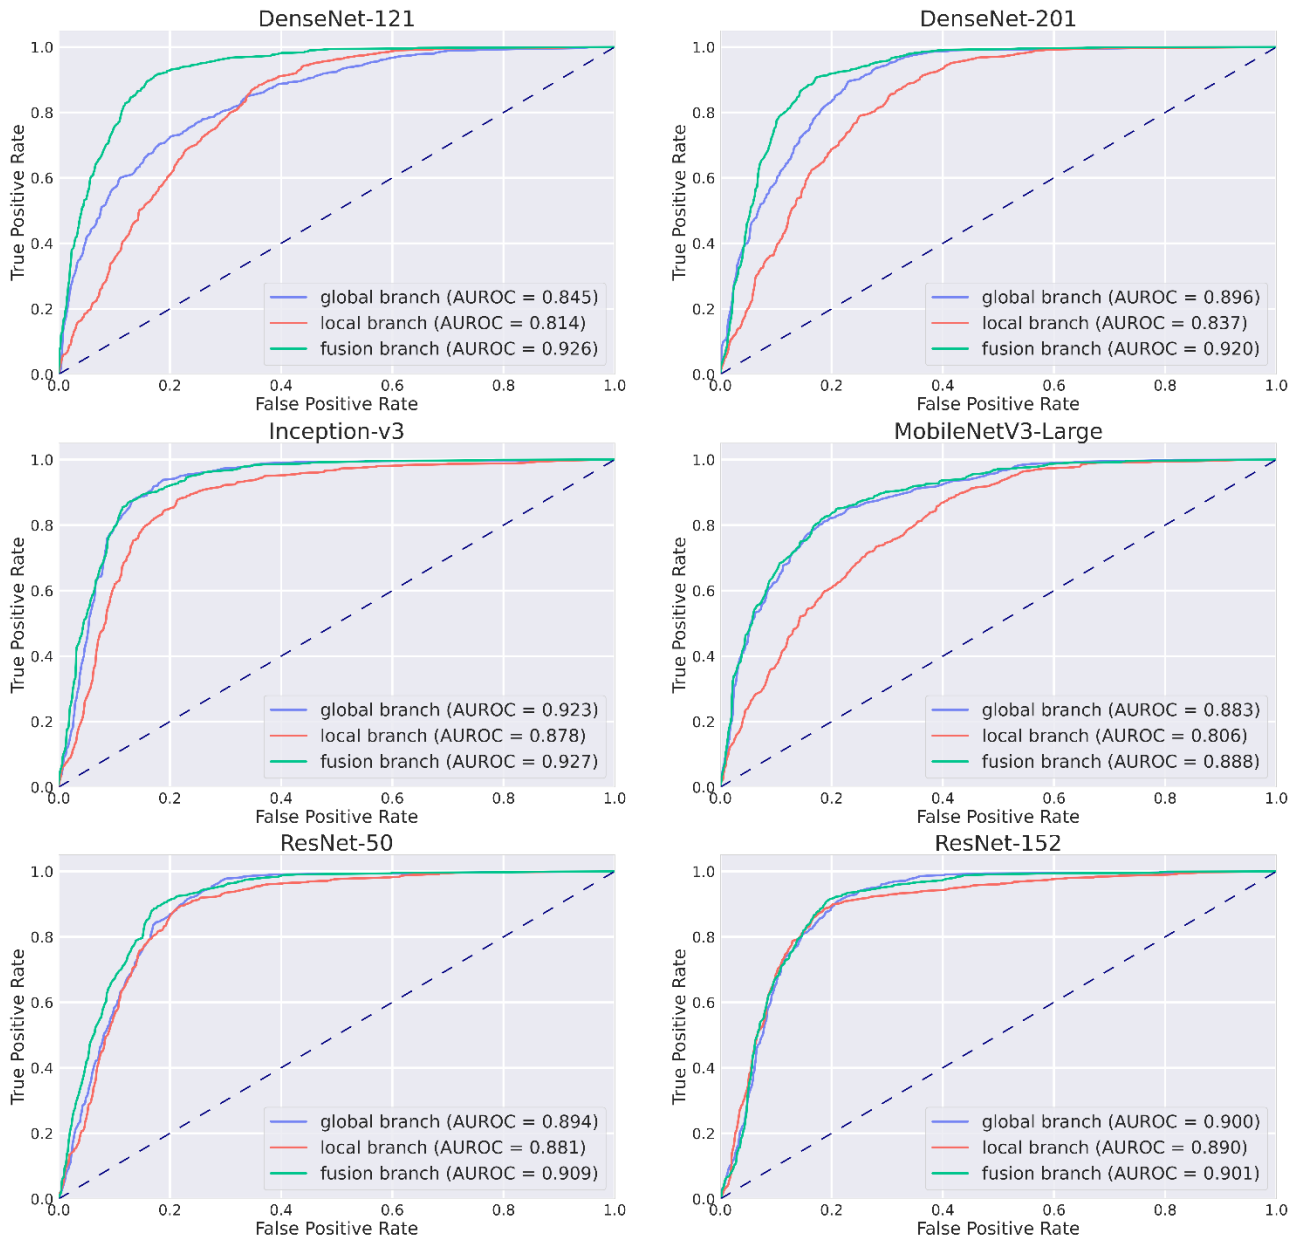 DenseNet-121
True Positive Rate
1.0
0.8
0.6
0.4
0.2
0.0
global branch (AUROC = 0.845)
local branch (AUROC = 0.814)
fusion branch (AUROC = 0.926)
0.0 0.2 0.4 0.6 0.8 1.0
False Positive Rate
DenseNet-201
True Positive Rate
1.0
0.8
0.6
0.4
0.2
0.0
global branch (AUROC = 0.896)
local branch (AUROC = 0.837)
fusion branch (AUROC = 0.920)
0.0 0.2 0.4 0.6 0.8 1.0
False Positive Rate
Inception-v3
True Positive Rate
1.0
0.8
0.6
0.4
0.2
0.0
global branch (AUROC = 0.923)
local branch (AUROC = 0.878)
fusion branch (AUROC = 0.927)
0.0 0.2 0.4 0.6 0.8 1.0
False Positive Rate
MobileNetV3-Large
True Positive Rate
1.0
0.8
0.6
0.4
0.2
0.0
global branch (AUROC = 0.883)
local branch (AUROC = 0.806)
fusion branch (AUROC = 0.888)
0.0 0.2 0.4 0.6 0.8 1.0
False Positive Rate
ResNet-50
True Positive Rate
1.0
0.8
0.6
0.4
0.2
0.0
global branch (AUROC = 0.894)
local branch (AUROC = 0.881)
fusion branch (AUROC = 0.909)
0.0 0.2 0.4 0.6 0.8 1.0
False Positive Rate
ResNet-152
True Positive Rate
1.0
0.8
0.6
0.4
0.2
0.0
global branch (AUROC = 0.900)
local branch (AUROC = 0.890)
fusion branch (AUROC = 0.901)
0.0 0.2 0.4 0.6 0.8 1.0
False Positive Rate